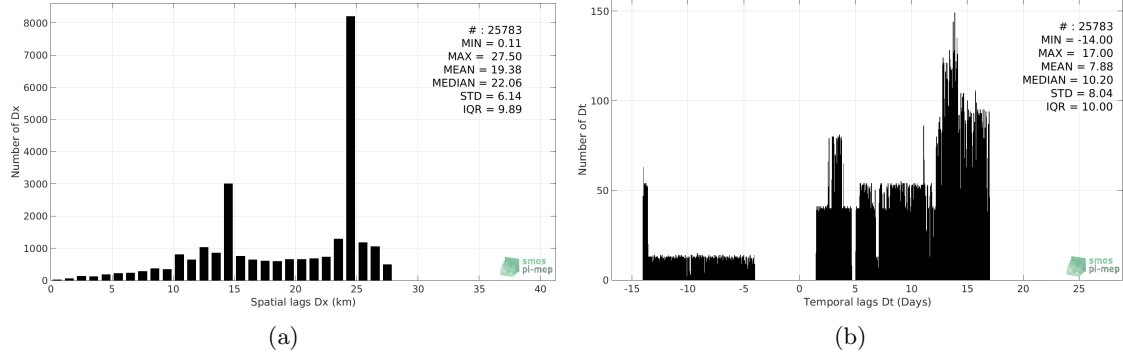 8000
7000
6000
5000
4000
3000
2000
1000
0
Number of Dx
# : 25783
MIN = 0.11
MAX = 27.50
MEAN = 19.38
MEDIAN = 22.06
STD = 6.14
IQR = 9.89
smos
pi-mep
0 5 10 15 20 25 30 35 40
Spatial lags Dx (km)
(a)
150
100
50
0
Number of Dt
# : 25783
MIN = -14.00
MAX = 17.00
MEAN = 7.88
MEDIAN = 10.20
STD = 8.04
IQR = 10.00
smos
pi-mep
-15 -10 -5 0 5 10 15 20 25
Temporal lags Dt (Days)
(b)